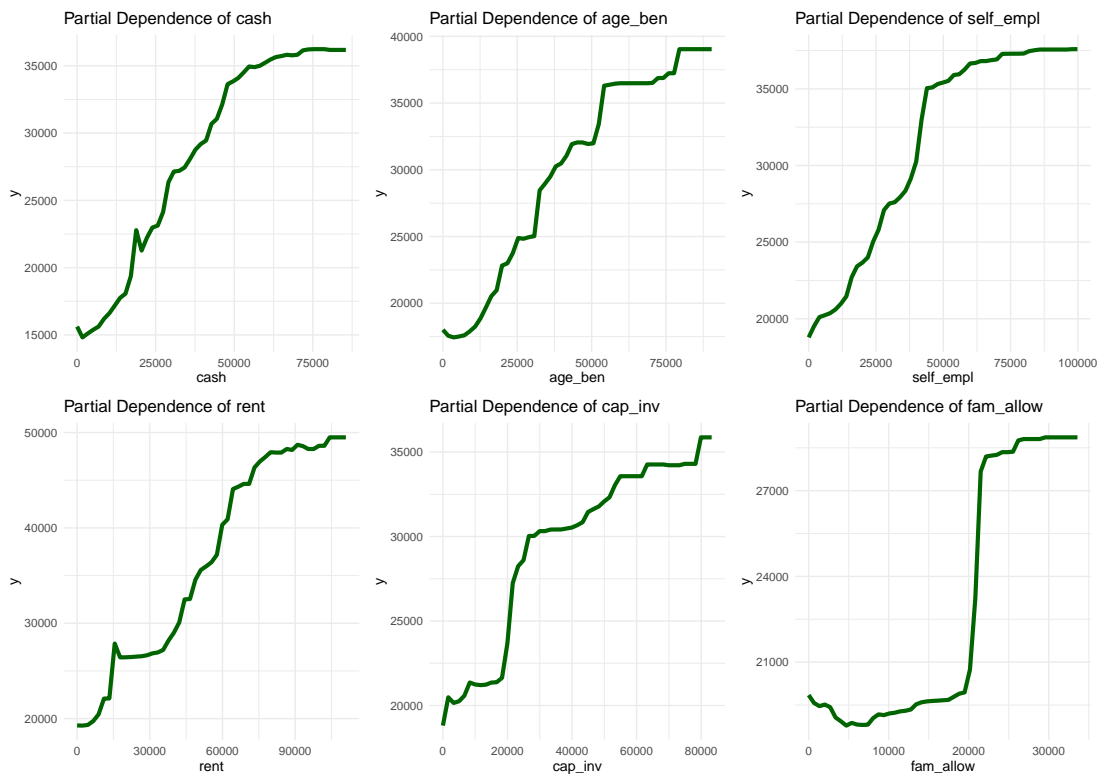 Partial Dependence of cash
35000
30000
25000
20000
15000
y
0 25000 50000 75000
cash
Partial Dependence of age_ben
40000
35000
30000
25000
20000
y
0 25000 50000 75000
age_ben
Partial Dependence of self_empl
35000
30000
25000
20000
y
0 25000 50000 75000 100000
self_empl
Partial Dependence of rent
50000
40000
30000
20000
y
0 30000 60000 90000
rent
Partial Dependence of cap_inv
35000
30000
25000
20000
y
0 20000 40000 60000 80000
cap_inv
Partial Dependence of fam_allow
27000
24000
21000
y
0 10000 20000 30000
fam_allow